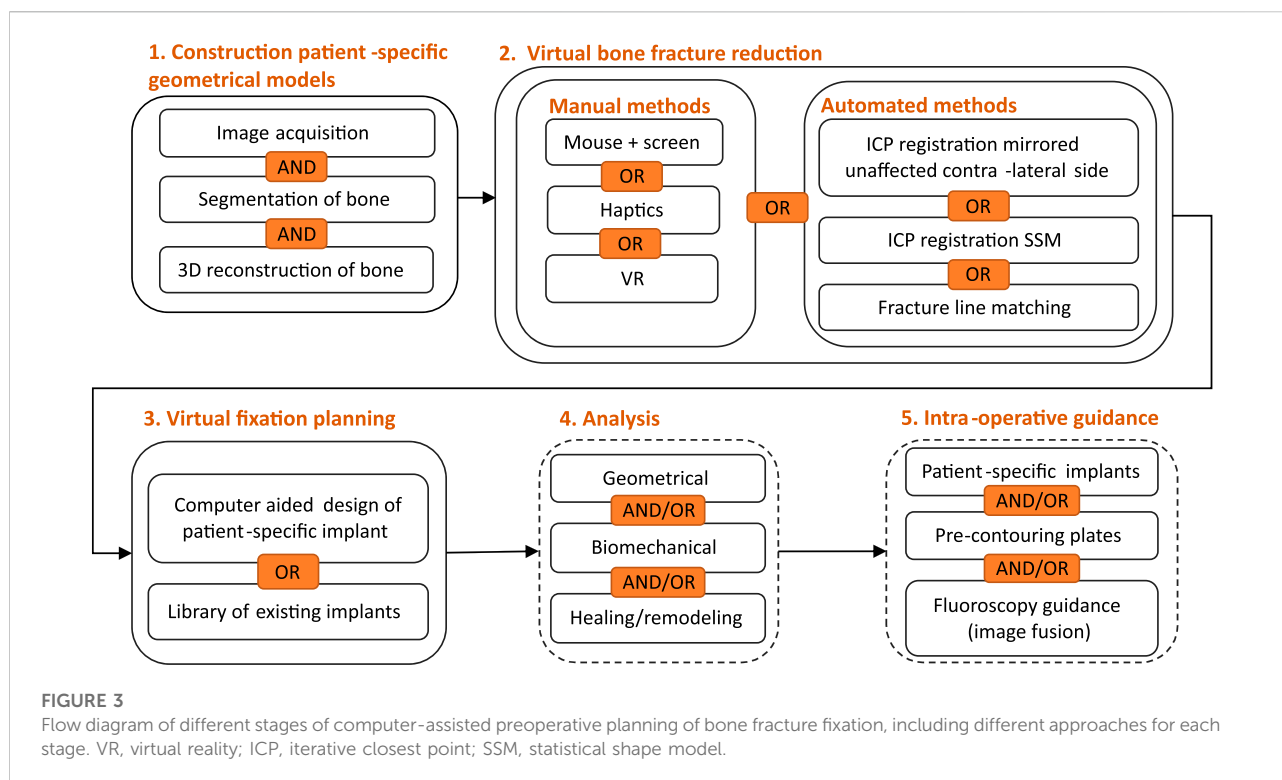 1. Construction patient -specific
geometrical models
Image acquisition
AND
Segmentation of bone
AND
3D reconstruction of bone
2. Virtual bone fracture reduction
Manual methods
Mouse + screen
OR
Haptics
OR
VR
OR
Automated methods
ICP registration mirrored
unaffected contra -lateral side
OR
ICP registration SSM
OR
Fracture line matching
3. Virtual fixation planning
Computer aided design of
patient-specific implant
OR
Library of existing implants
4. Analysis
Geometrical
AND/OR
Biomechanical
AND/OR
Healing/remodeling
5. Intra-operative guidance
Patient-specific implants
AND/OR
Pre-contouring plates
AND/OR
Fluoroscopy guidance
(image fusion)
FIGURE 3
Flow diagram of different stages of computer-assisted preoperative planning of bone fracture fixation, including different approaches for each
stage. VR, virtual reality; ICP, iterative closest point; SSM, statistical shape model.